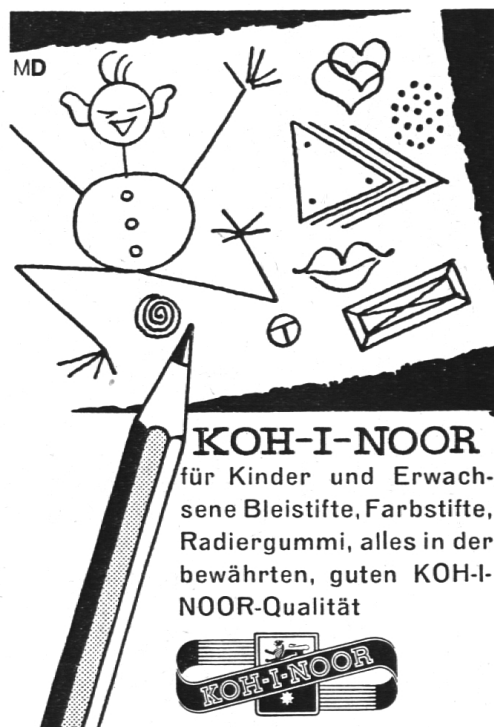 MD
KOH-I-NOOR
für Kinder und Erwach-
sene Bleistifte, Farbstifte,
Radiergummi, alles in der
bewährten, guten KOH-I-
NOOR-Qualität
KOH-I-NOOR